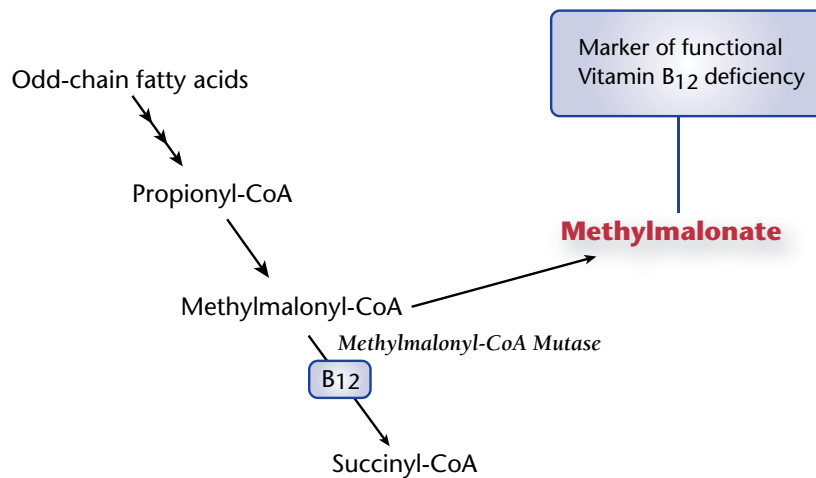 Marker of functional
Vitamin B12 deficiency
Odd-chain fatty acids
Propionyl-CoA
Methylmalonate
Methylmalonyl-CoA
Methylmalonyl-CoA Mutase
B12
Succinyl-CoA